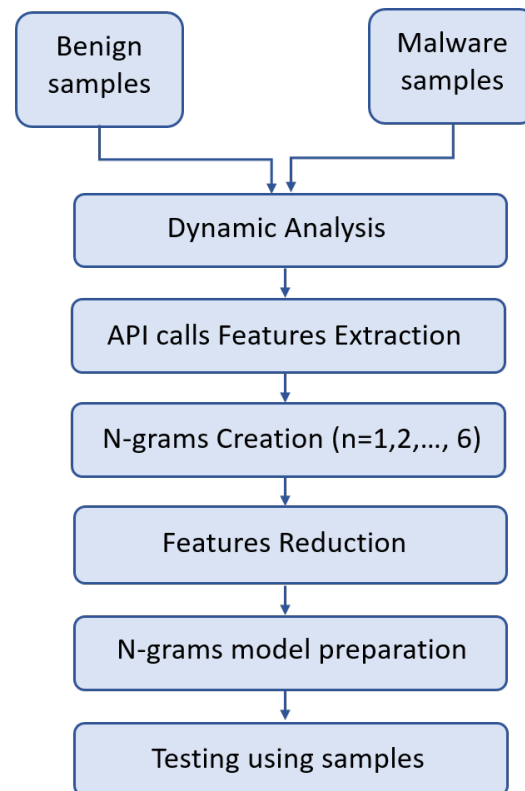 Benign
samples
Malware
samples
Dynamic Analysis
API calls Features Extraction
N-grams Creation (n=1,2,…, 6)
Features Reduction
N-grams model preparation
Testing using samples